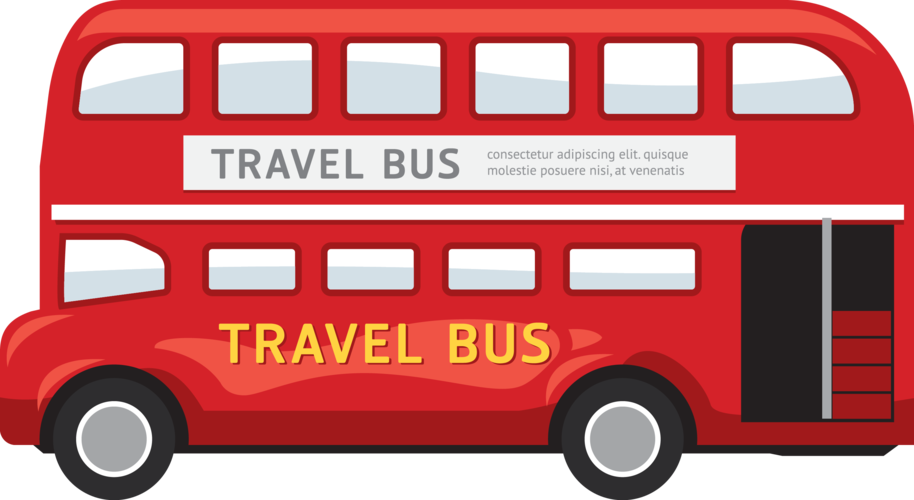 TRAVEL BUS
consectetur adipiscing elit. quisque
molestie posuere nisi, at venenatis
TRAVEL BUS